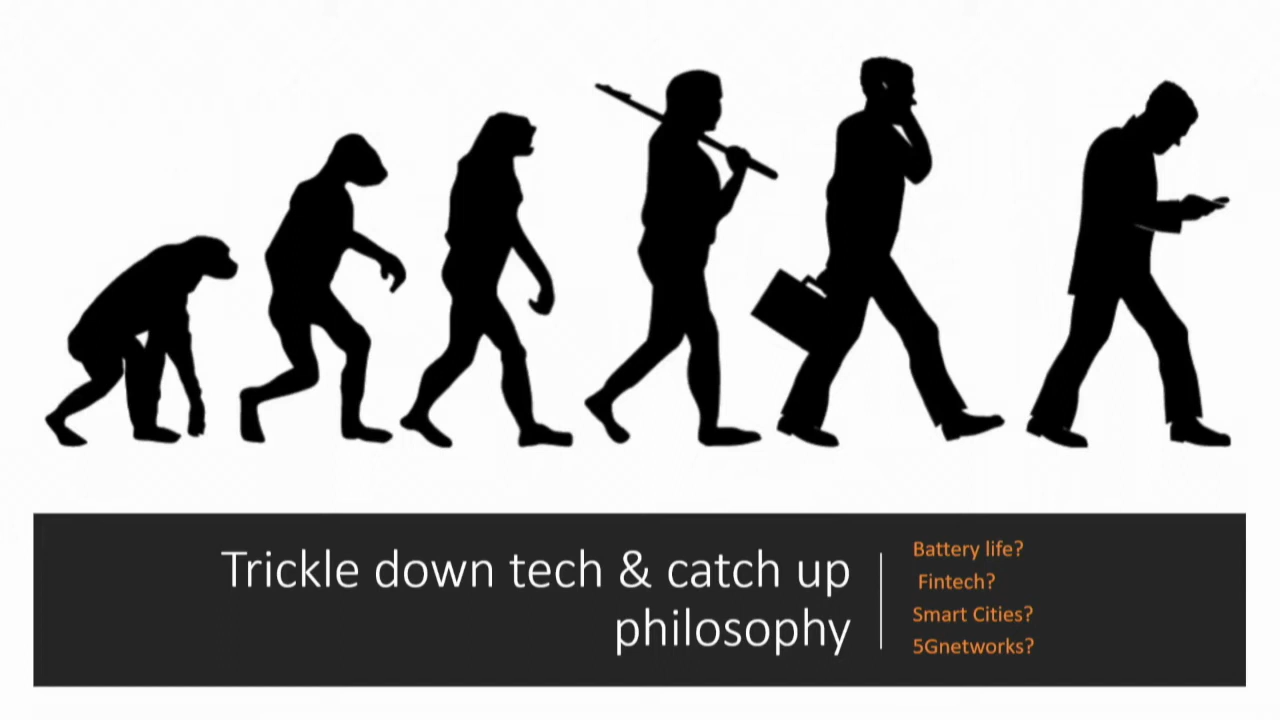 Trickle down tech & catch up
philosophy
Battery life?
Fintech?
Smart Cities?
5Gnetworks?